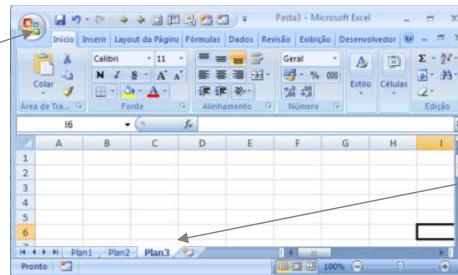 Pasta3 - Microsoft Excel
Início Inserir Layout da Página Fórmulas Dados Revisão Exibição Desenvolvedor
Calibri 11 Geral
Colar N I S A A % 000 Estilo Células
Área de Tra... Fonte Alinhamento Número Edição
I6 fx
A B C D E F G H I
1
2
3
4
5
6
Plan1 Plan2 Plan3
Pronto 100%